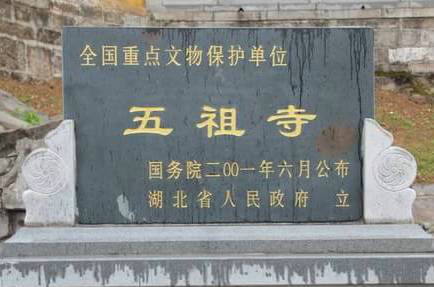 全国重点文物保护单位
五祖寺
国务院二00一年六月公布
湖北省人民政府 立